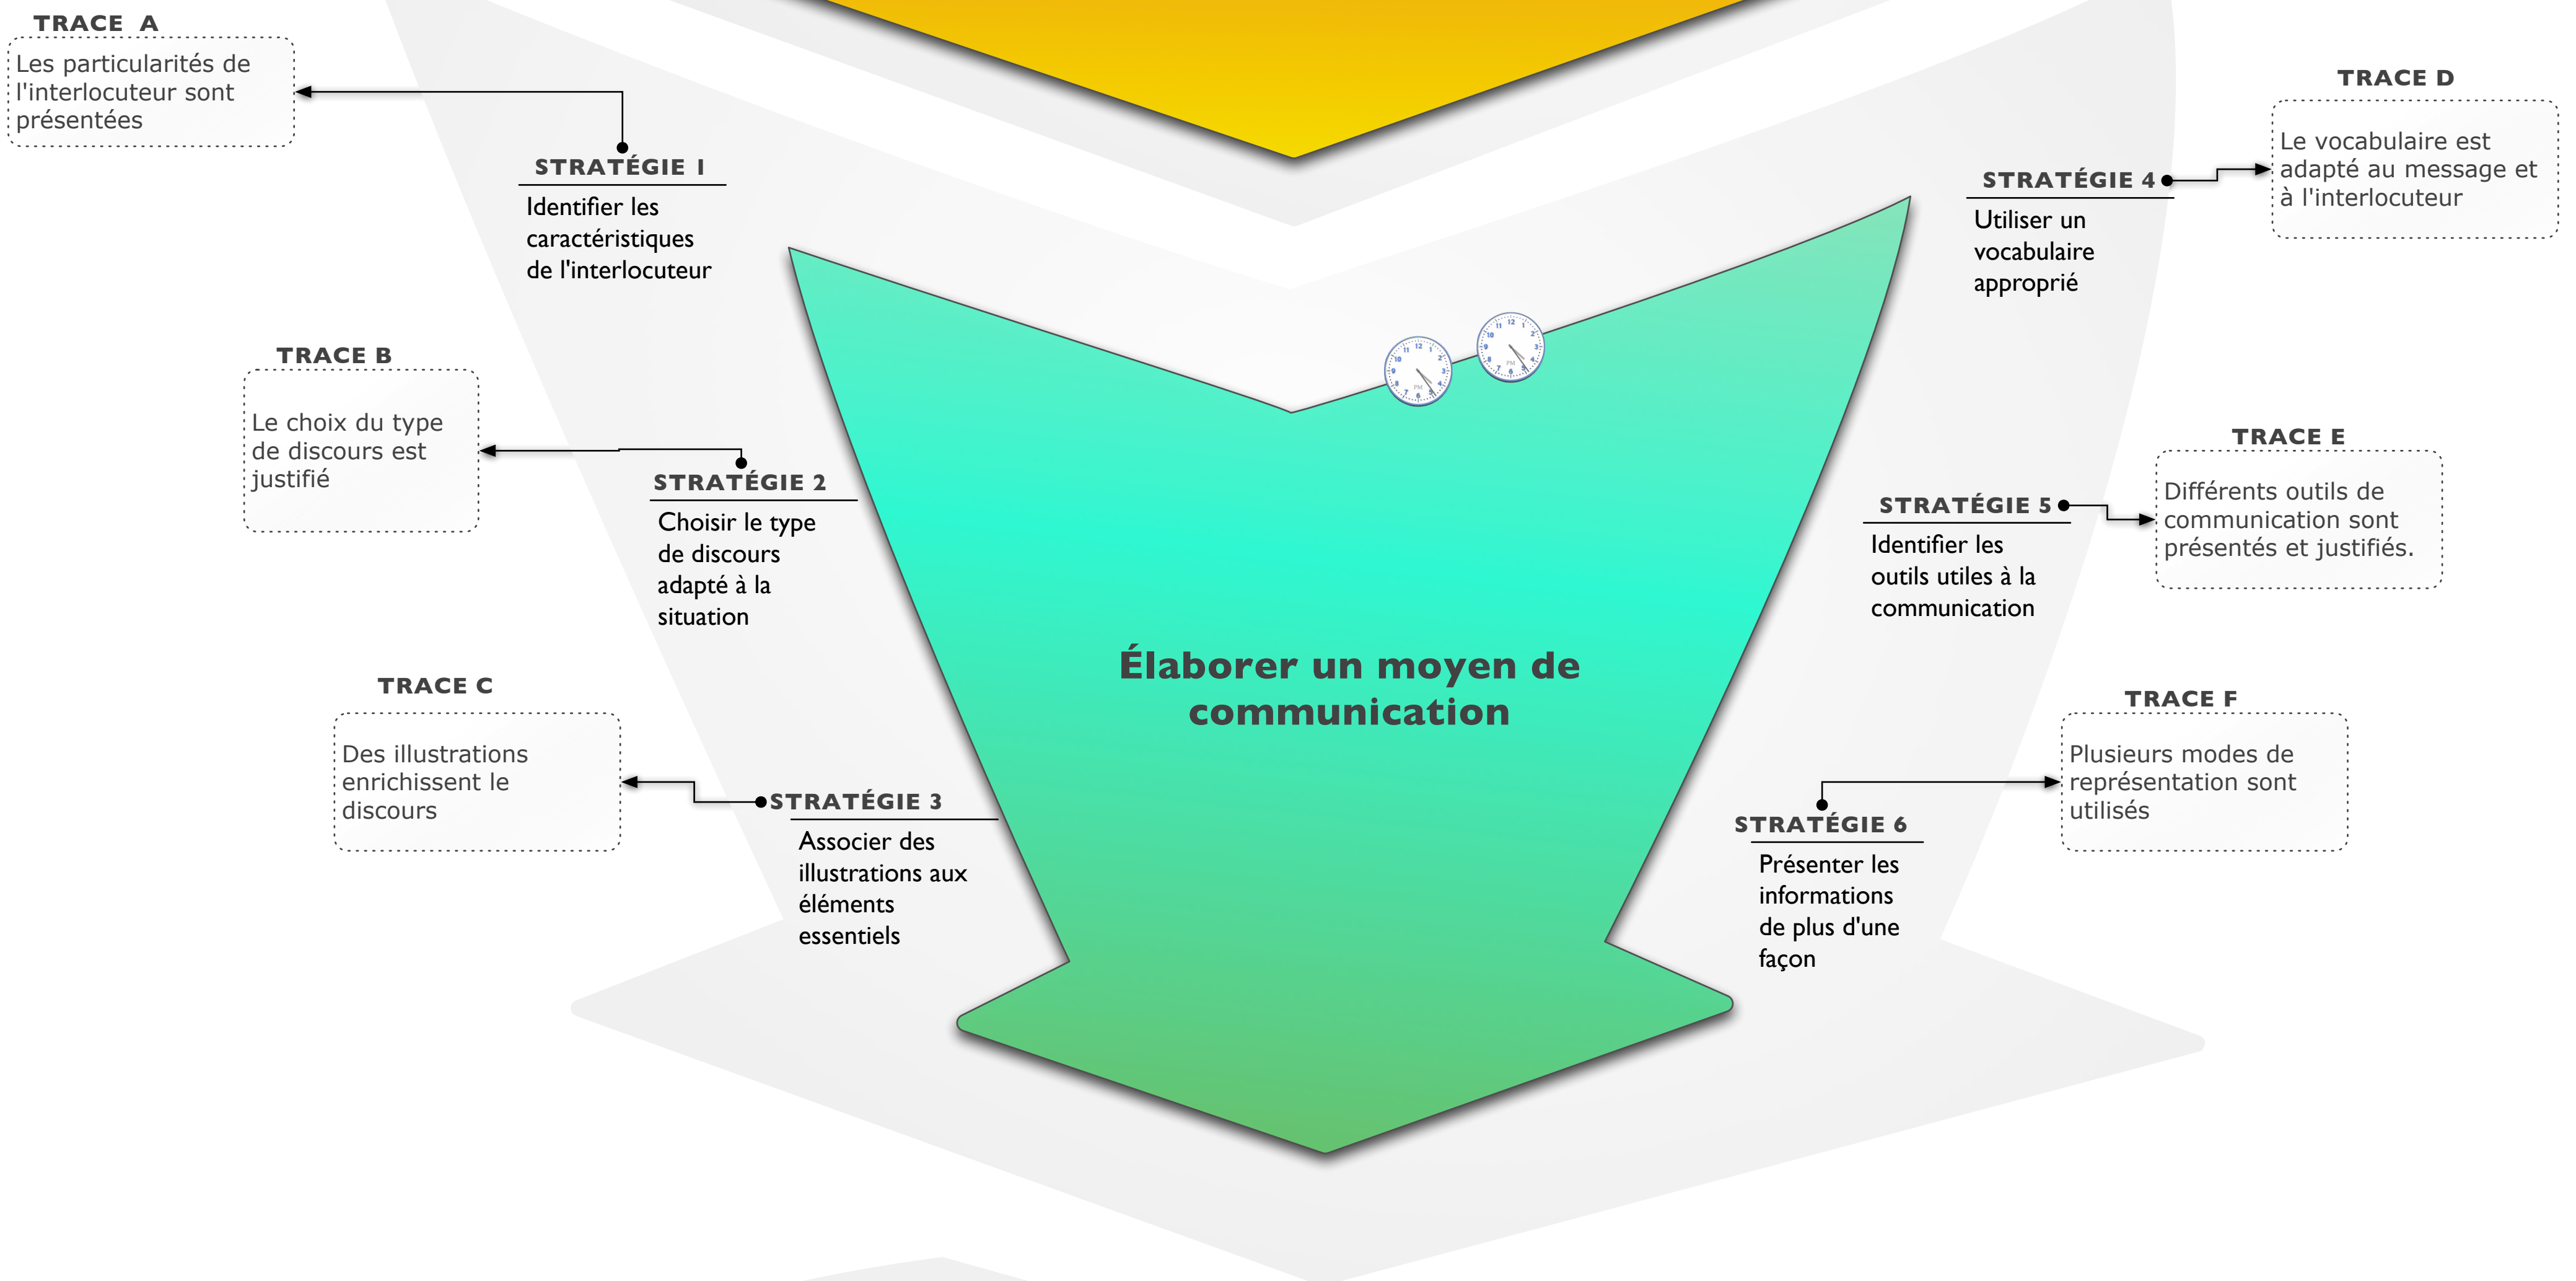 TRACE A
Les particularités de
l'interlocuteur sont
présentées
STRATÉGIE 1
Identifier les
caractéristiques
de l'interlocuteur
TRACE B
Le choix du type
de discours est
justifié
STRATÉGIE 2
Choisir le type
de discours
adapté à la
situation
TRACE C
Des illustrations
enrichissent le
discours
STRATÉGIE 3
Associer des
illustrations aux
éléments
essentiels
Élaborer un moyen de
communication
TRACE D
Le vocabulaire est
adapté au message et
à l'interlocuteur
STRATÉGIE 4
Utiliser un
vocabulaire
approprié
TRACE E
Différents outils de
communication sont
présentés et justifiés.
STRATÉGIE 5
Identifier les
outils utiles à la
communication
TRACE F
Plusieurs modes de
représentation sont
utilisés
STRATÉGIE 6
Présenter les
informations
de plus d'une
façon